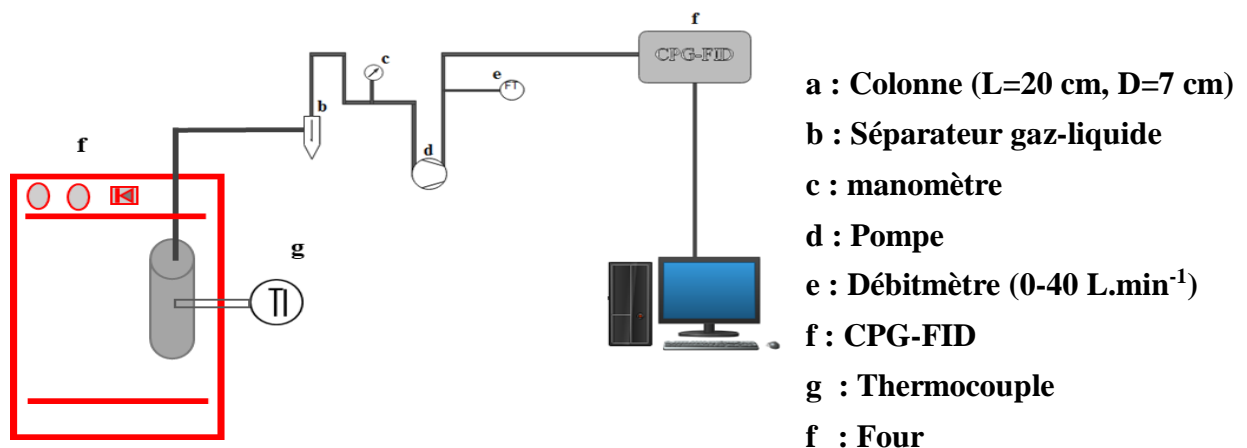 f
CPG-FID
c
e
FT
b
d
f
g
TI
a : Colonne (L=20 cm, D=7 cm)
b : Séparateur gaz-liquide
c : manomètre
d : Pompe
e : Débitmètre (0-40 L.min⁻¹)
f : CPG-FID
g : Thermocouple
f : Four